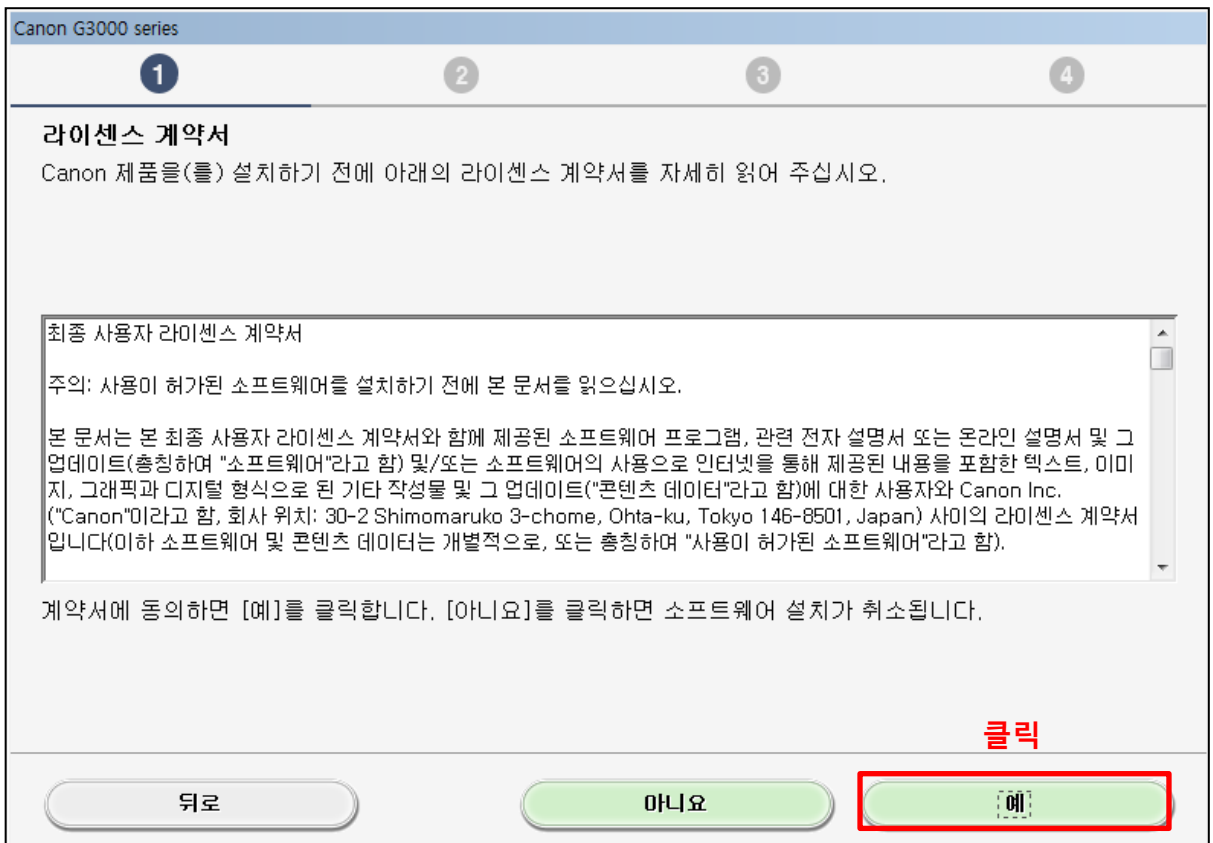 Canon G3000 series
1 2 3 4
라이센스 계약서
Canon 제품을(를) 설치하기 전에 아래의 라이센스 계약서를 자세히 읽어 주십시오.
최종 사용자 라이센스 계약서
주의: 사용이 허가된 소프트웨어를 설치하기 전에 본 문서를 읽으십시오.
본 문서는 본 최종 사용자 라이센스 계약서와 함께 제공된 소프트웨어 프로그램, 관련 전자 설명서 또는 온라인 설명서 및 그
업데이트(총칭하여 "소프트웨어"라고 함) 및/또는 소프트웨어의 사용으로 인터넷을 통해 제공된 내용을 포함한 텍스트, 이미
지, 그래픽과 디지털 형식으로 된 기타 작성물 및 그 업데이트("콘텐츠 데이터"라고 함)에 대한 사용자와 Canon Inc.
("Canon"이라고 함, 회사 위치: 30-2 Shimomaruko 3-chome, Ohta-ku, Tokyo 146-8501, Japan) 사이의 라이센스 계약서
입니다(이하 소프트웨어 및 콘텐츠 데이터는 개별적으로, 또는 총칭하여 "사용이 허가된 소프트웨어"라고 함).
계약서에 동의하면 [예]를 클릭합니다. [아니요]를 클릭하면 소프트웨어 설치가 취소됩니다.
클릭
뒤로 아니요 예